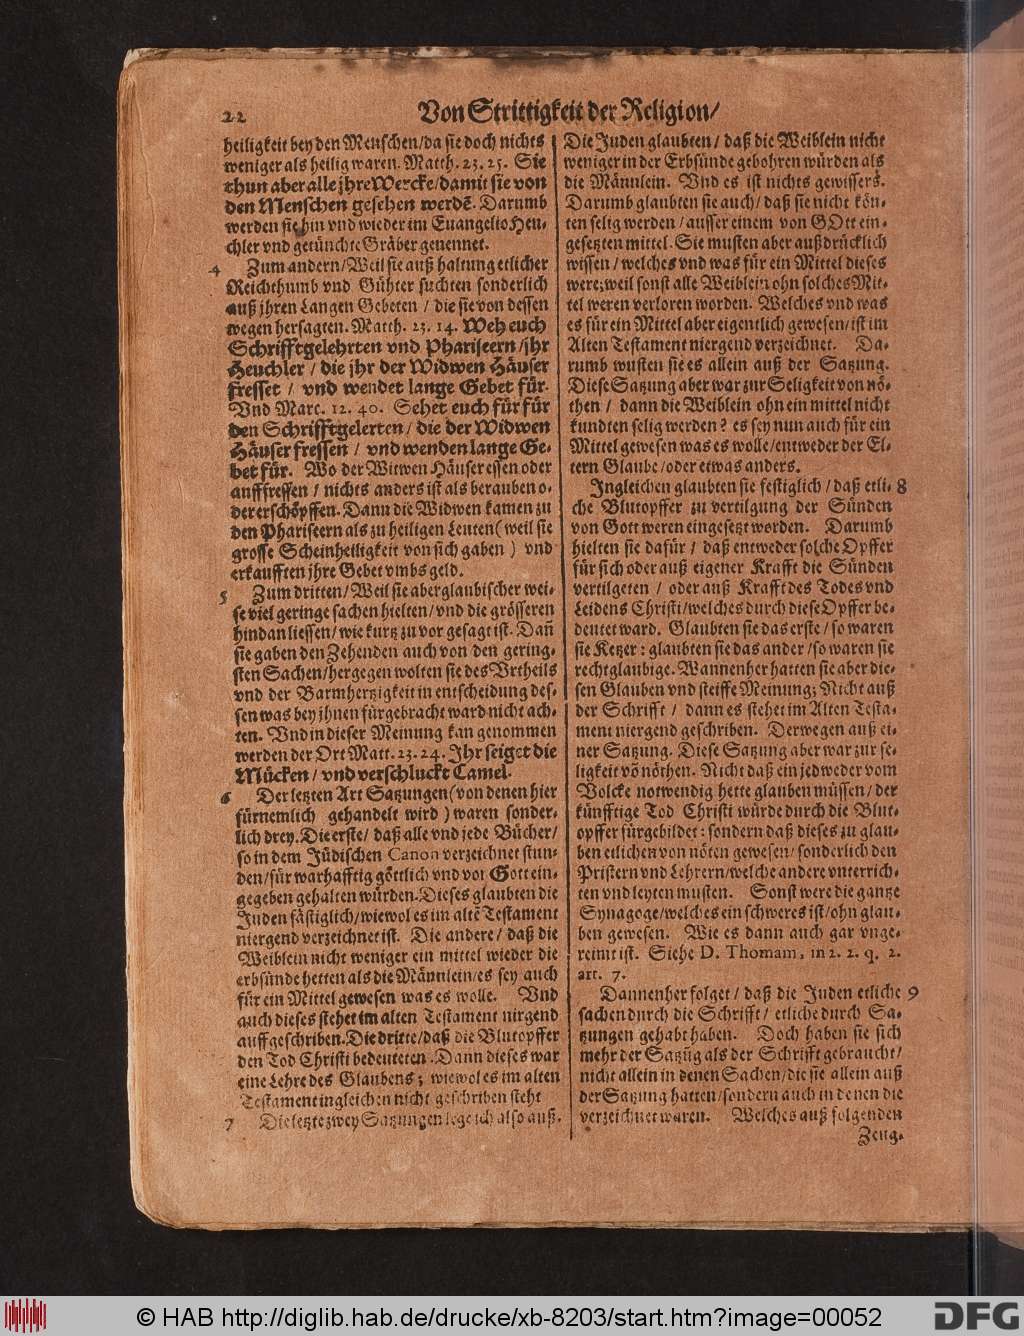 22
Von Strittigkeit der Religion/
heiligkeit bey den Menschen/da sie doch nichts
weniger als heilig waren. Matth. 23. 25. Sie
thun aber alle jhre Wercke/damit sie von
den Menschen gesehen werdẽ. Darumb
werden sie hin vnd wieder im Euangelio Heu-
chler vnd getünchte Gräber genennet.
4 Zum andern/Weil sie auß haltung etlicher
Reichthumb vnd Gühter suchten sonderlich
auß jhren Langen Gebeten / die sie von dessen
wegen hersagten. Matth. 23. 14. Weh euch
Schrifftgelehrten vnd Phariseern/jhr
Heuchler / die jhr der Widwen Häuser
fresset / vnd wendet lange Gebet für.
Vnd Marc. 12. 40. Sehet euch für für
den Schrifftgelerten / die der Widwen
Häuser fressen / vnd wenden lange Ge-
bet für. Wo der Witwen Häuser essen oder
aufffressen / nichts anders ist als berauben o-
der erschöpffen. Dann die Widwen kamen zu
den Phariseern als zu heiligen Leuten (weil sie
grosse Scheinheiligkeit von sich gaben) vnd
erkaufften jhre Gebet vmbs geld.
5 Zum dritten/Weil sie aberglaubischer wei-
se viel geringe sachen hielten/vnd die grösseren
hindan liessen/wie kurtz zu vor gesagt ist. Dañ
sie gaben den Zehenden auch von den gering-
sten Sachen/hergegen wolten sie des Vrtheils
vnd der Barmhertzigkeit in entscheidung des-
sen was bey jhnen fürgebracht ward nicht ach-
ten. Vnd in dieser Meinung kan genommen
werden der Ort Matt. 23. 24. Ihr seiget die
Mücken/ vnd verschluckt Camel.
6 Der letzten Art Satzungen (von denen hier
fürnemlich gehandelt wird) waren sonder-
lich drey. Die erste/ daß alle vnd jede Bücher/
so in dem Jüdischen Canon verzeichnet stun-
den/für warhafftig göttlich vnd von Gott ein-
gegeben gehalten würden. Dieses glaubten die
Juden fästiglich/wiewol es im altẽ Testament
niergend verzeichnet ist. Die andere/ daß die
Weiblein nicht weniger ein mittel wieder die
erbsünde hetten als die Männlein/es sey auch
für ein Mittel gewesen was es wolle. Vnd
auch dieses stehet im alten Testament nirgend
auffgeschriben. Die dritte/daß die Blutopffer
den Tod Christi bedeuteten. Dann dieses war
eine Lehre des Glaubens; wiewol es im alten
Testament ingleichen nicht geschriben steht
7 Die letzte zwey Satzungen lege ich also auß.
Die Juden glaubten / daß die Weiblein nicht
weniger in der Erbsünde gebohren würden als
die Männlein. Vnd es ist nichts gewissers.
Darumb glaubten sie auch/ daß sie nicht kön-
ten selig werden/ ausser einem von GOtt ein-
gesetzten mittel. Sie musten aber außdrücklich
wissen/ welches vnd was für ein Mittel dieses
were; weil sonst alle Weiblein ohn solches Mit-
tel weren verloren worden. Welches vnd was
es für ein Mittel aber eigentlich gewesen/ist im
Alten Testament niergend verzeichnet. Da-
rumb wusten sie es allein auß der Satzung.
Diese Satzung aber war zur Seligkeit von nö-
then / dann die Weiblein ohn ein mittel nicht
kundten selig werden? es sey nun auch für ein
Mittel gewesen was es wolle/entweder der El-
tern Glaube/oder etwas anders.
Ingleichen glaubten sie festiglich/ daß etli- 8
che Blutopffer zu vertilgung der Sünden
von Gott weren eingesetzt worden. Darumb
hielten sie dafür/ daß entweder solche Opffer
für sich oder auß eigener Krafft die Sünden
vertilgeten / oder auß Krafft des Todes vnd
Leidens Christi/welches durch diese Opffer be-
deutet ward. Glaubten sie das erste/ so waren
sie Ketzer: glaubten sie das ander/so waren sie
rechtglaubige. Wannenher hatten sie aber die-
sen Glauben vnd steiffe Meinung; Nicht auß
der Schrifft / dann es stehet im Alten Testa-
ment niergend geschriben. Derwegen auß ei-
ner Satzung. Diese Satzung aber war zur se-
ligkeit võ nöthen. Nicht daß ein jedweder vom
Volcke notwendig hette glauben müssen/ der
künfftige Tod Christi würde durch die Blut-
opffer fürgebildet: sondern daß dieses zu glau-
ben etlichen von nöten gewesen/ sonderlich den
Pristern vnd Lehrern/welche andere vnterrich-
ten vnd leyten musten. Sonst were die gantze
Synagoge/welches ein schweres ist/ohn glau-
ben gewesen. Wie es dann auch gar vnge-
reimt ist. Siehe D. Thomam, in 2. 2. q. 2.
art. 7.
Dannenher folget/ daß die Juden etliche 9
sachen durch die Schrifft/ etliche durch Sa-
tzungen gehabt haben. Doch haben sie sich
mehr der Satzũg als der Schrifft gebraucht/
nicht allein in denen Sachen/die sie allein auß
der Satzung hatten/sondern auch in denen die
verzeichnet waren. Welches auß folgenden
Zeug-
© HAB http://diglib.hab.de/drucke/xb-8203/start.htm?image=00052
DFG